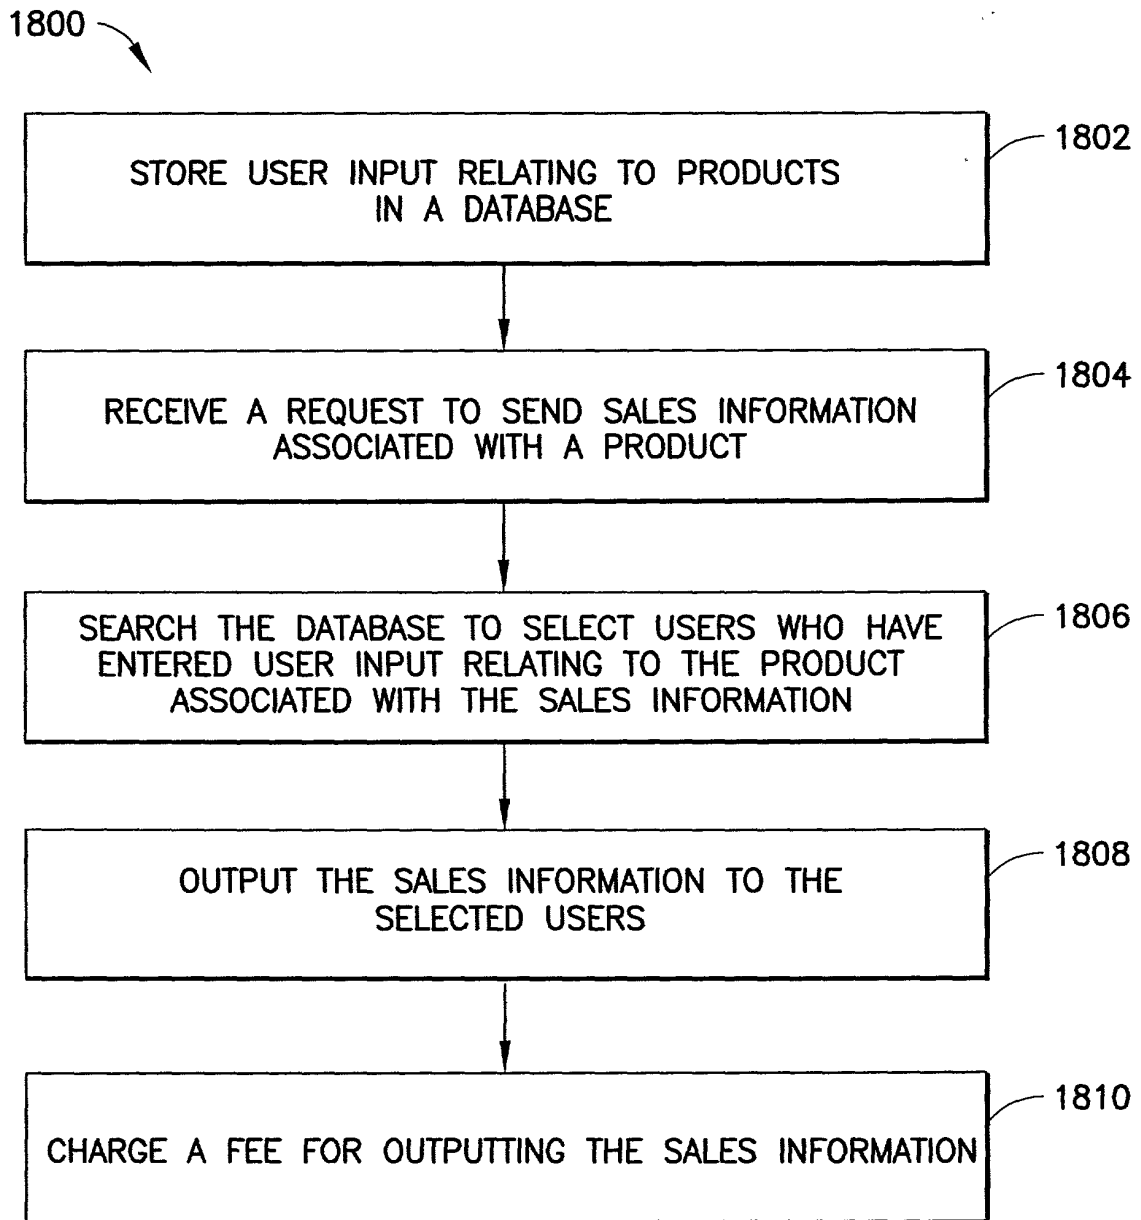 1800
1802
STORE USER INPUT RELATING TO PRODUCTS
IN A DATABASE
1804
RECEIVE A REQUEST TO SEND SALES INFORMATION
ASSOCIATED WITH A PRODUCT
1806
SEARCH THE DATABASE TO SELECT USERS WHO HAVE
ENTERED USER INPUT RELATING TO THE PRODUCT
ASSOCIATED WITH THE SALES INFORMATION
1808
OUTPUT THE SALES INFORMATION TO THE
SELECTED USERS
1810
CHARGE A FEE FOR OUTPUTTING THE SALES INFORMATION